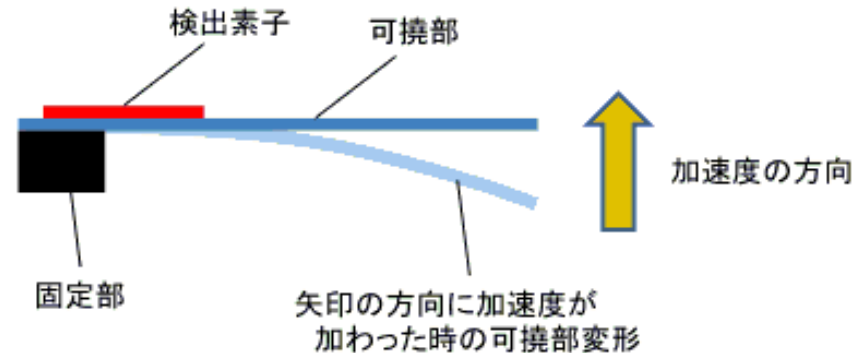 検出素子
可撓部
加速度の方向
固定部
矢印の方向に加速度が
加わった時の可撓部変形